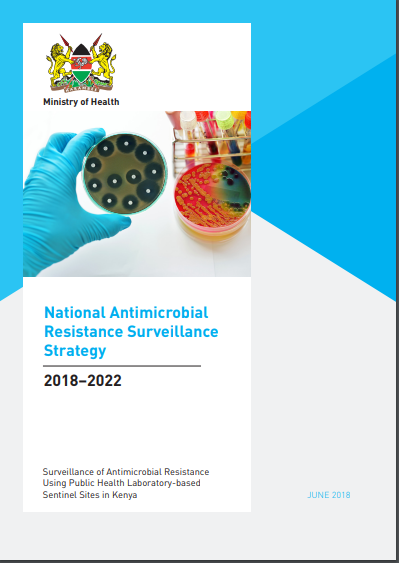 Ministry of Health
National Antimicrobial
Resistance Surveillance
Strategy
2018–2022
Surveillance of Antimicrobial Resistance
Using Public Health Laboratory-based
Sentinel Sites in Kenya
JUNE 2018